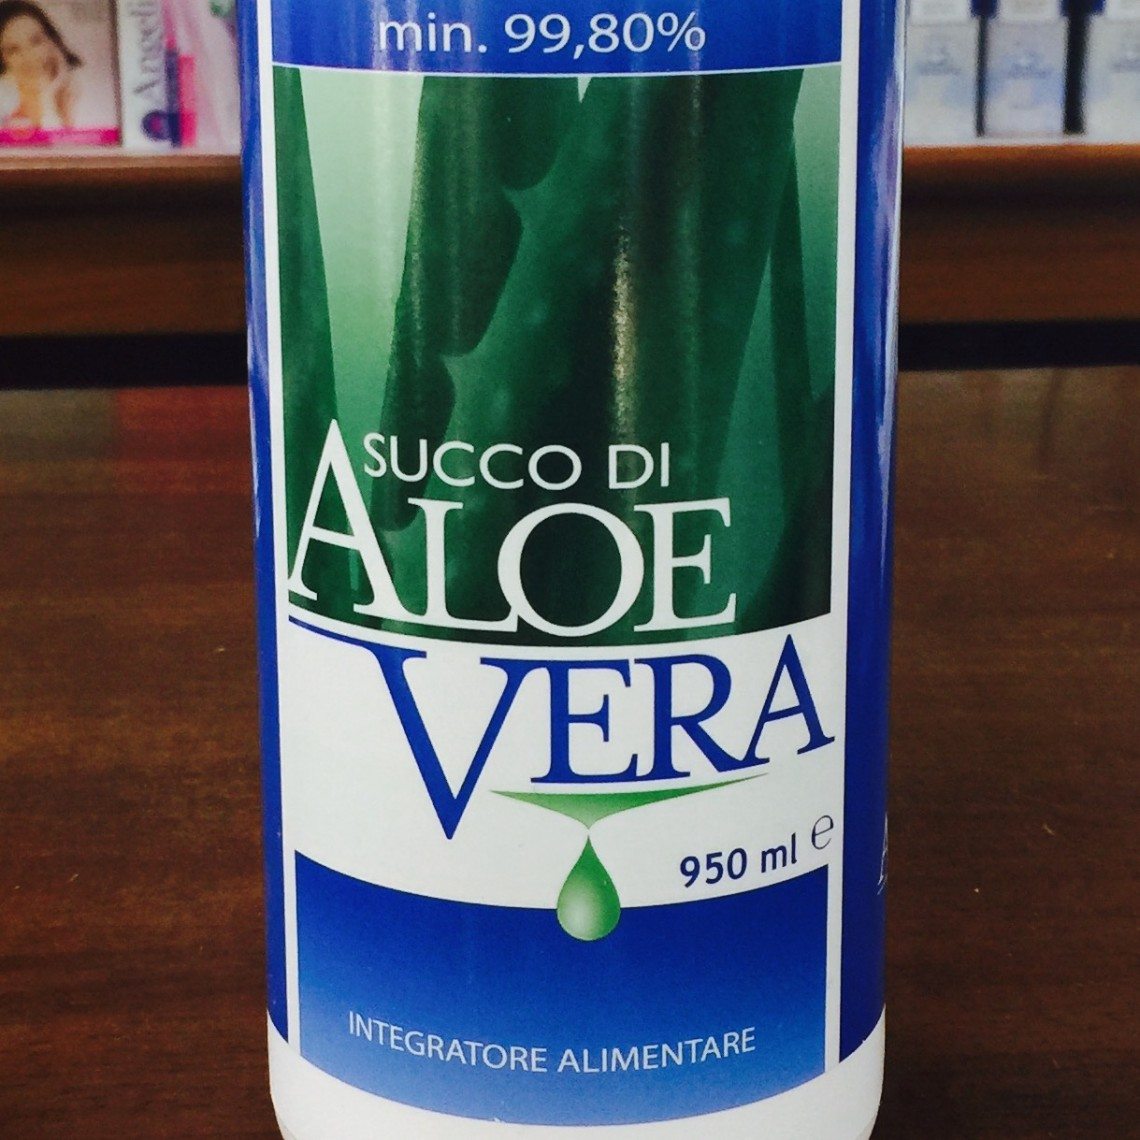 min. 99,80%
SUCCO DI
ALOE
VERA
950 ml ℮
INTEGRATORE ALIMENTARE